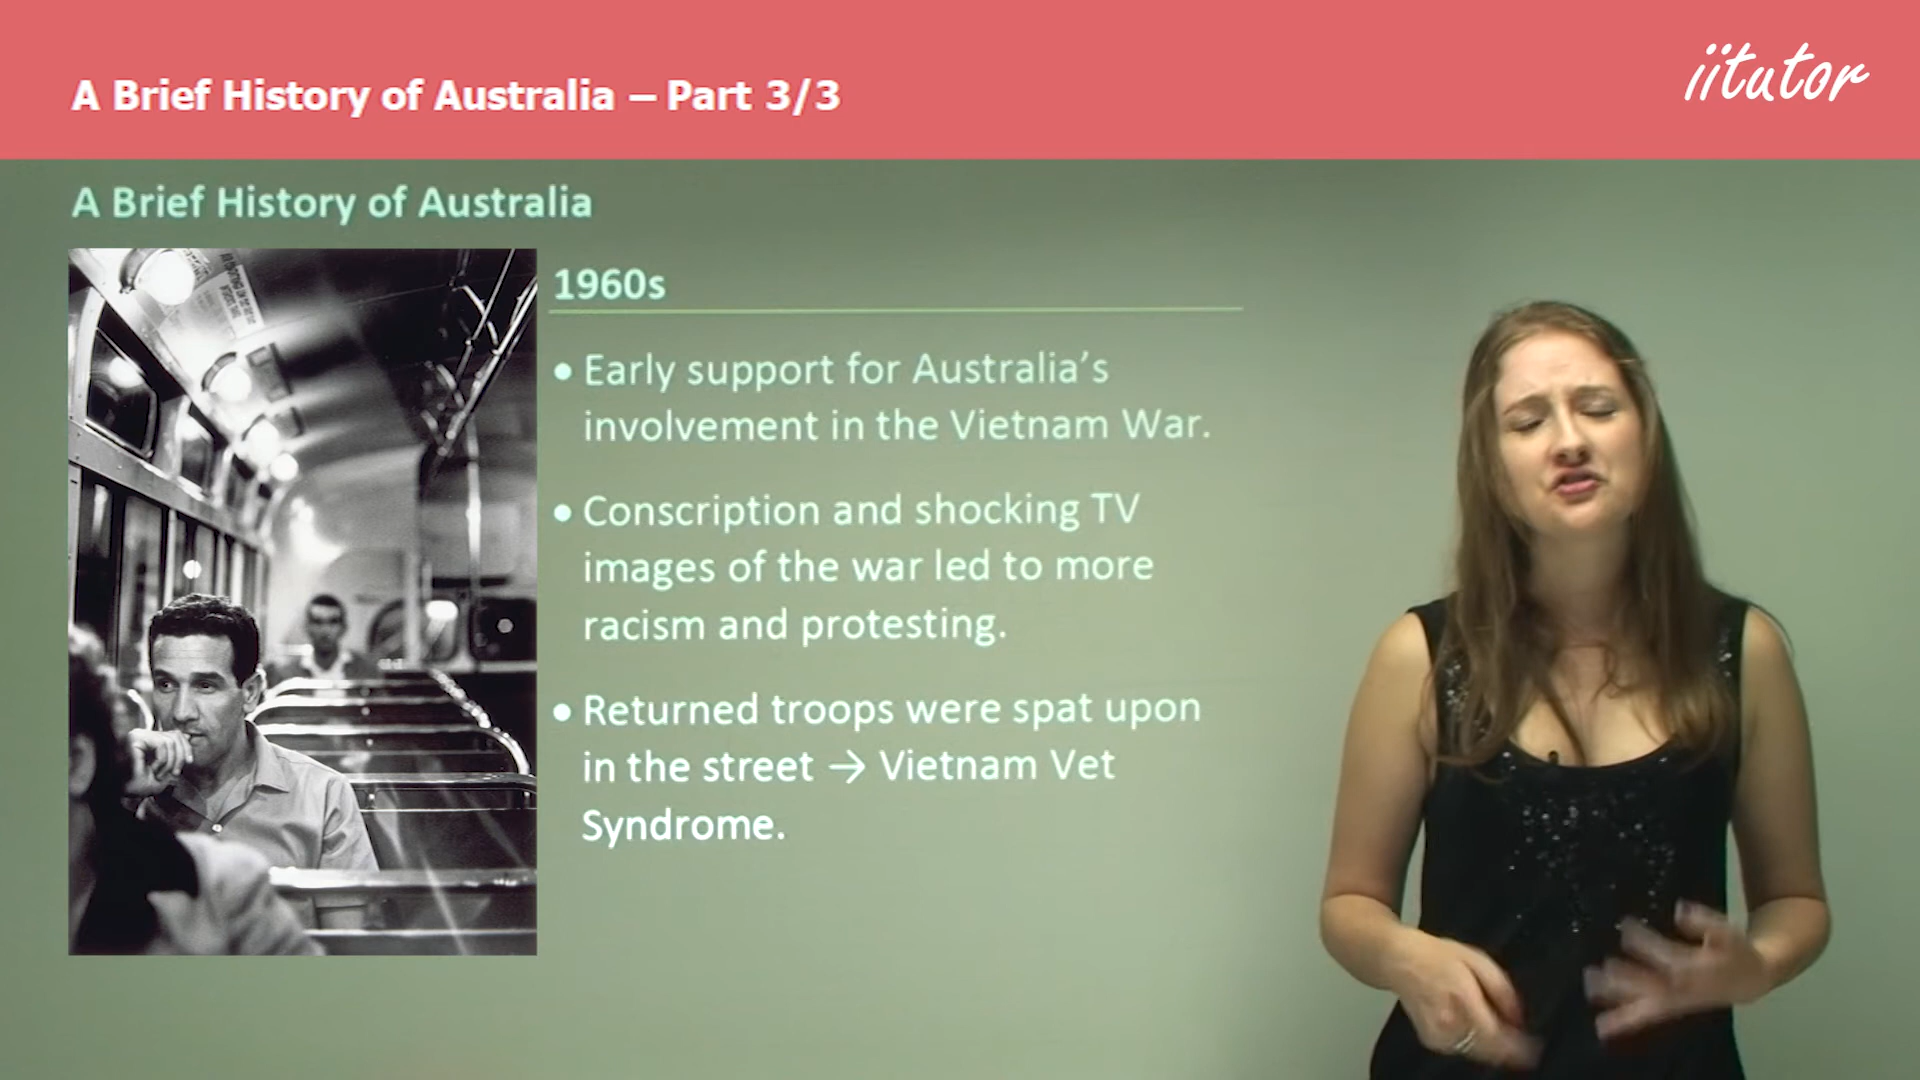 A Brief History of Australia – Part 3/3
iitutor
A Brief History of Australia
1960s
• Early support for Australia’s
involvement in the Vietnam War.
• Conscription and shocking TV
images of the war led to more
racism and protesting.
• Returned troops were spat upon
in the street → Vietnam Vet
Syndrome.